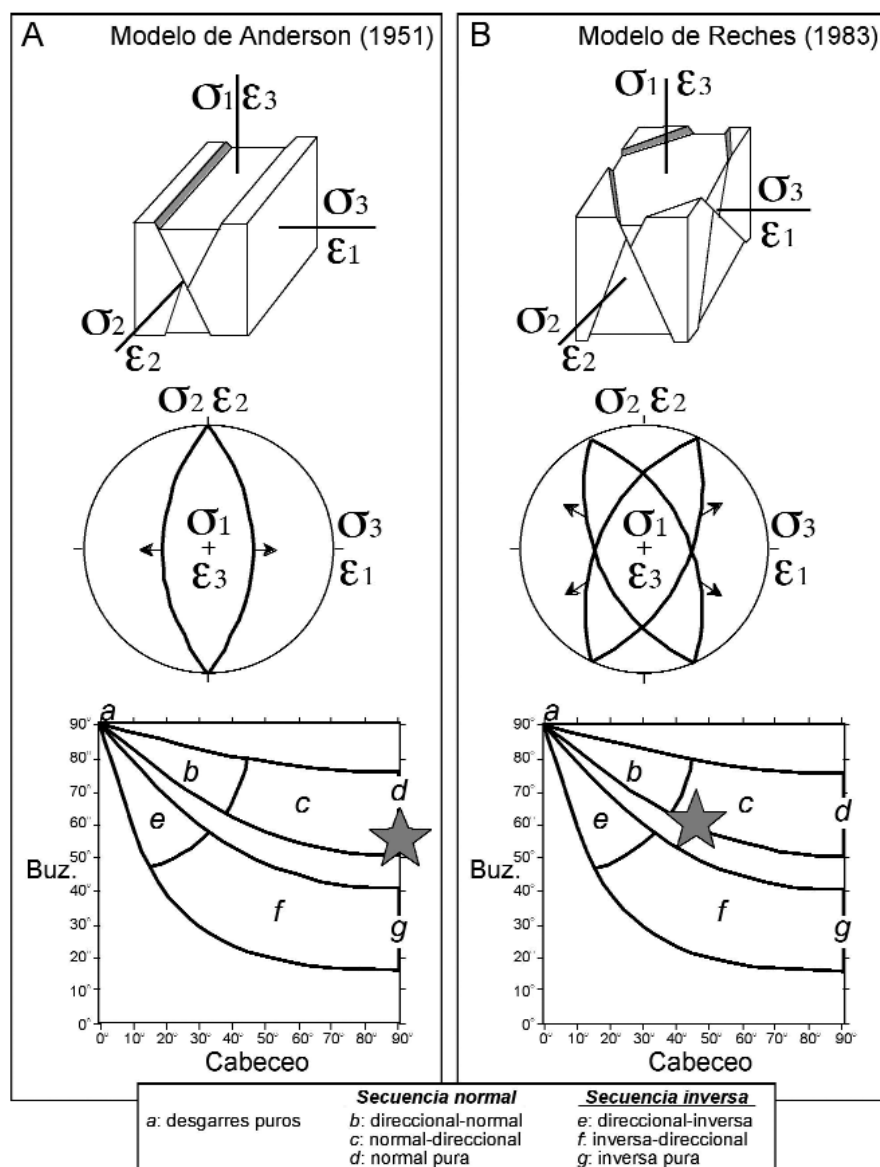 A Modelo de Anderson (1951)
σ1 ε3
σ3
ε1
σ2
ε2
σ2 ε2
σ1
+
ε3
σ3
ε1
a
90°
80°
70°
60°
50°
40°
30°
20°
10°
0°
Buz.
b
c
d
e
f
g
0° 10° 20° 30° 40° 50° 60° 70° 80° 90°
Cabeceo
B Modelo de Reches (1983)
σ1 ε3
σ3
ε1
σ2
ε2
σ2 ε2
σ1
+
ε3
σ3
ε1
a
90°
80°
70°
60°
50°
40°
30°
20°
10°
0°
Buz.
b
c
d
e
f
g
0° 10° 20° 30° 40° 50° 60° 70° 80° 90°
Cabeceo
a: desgarres puros
Secuencia normal
b: direccional-normal
c: normal-direccional
d: normal pura
Secuencia inversa
e: direccional-inversa
f: inversa-direccional
g: inversa pura